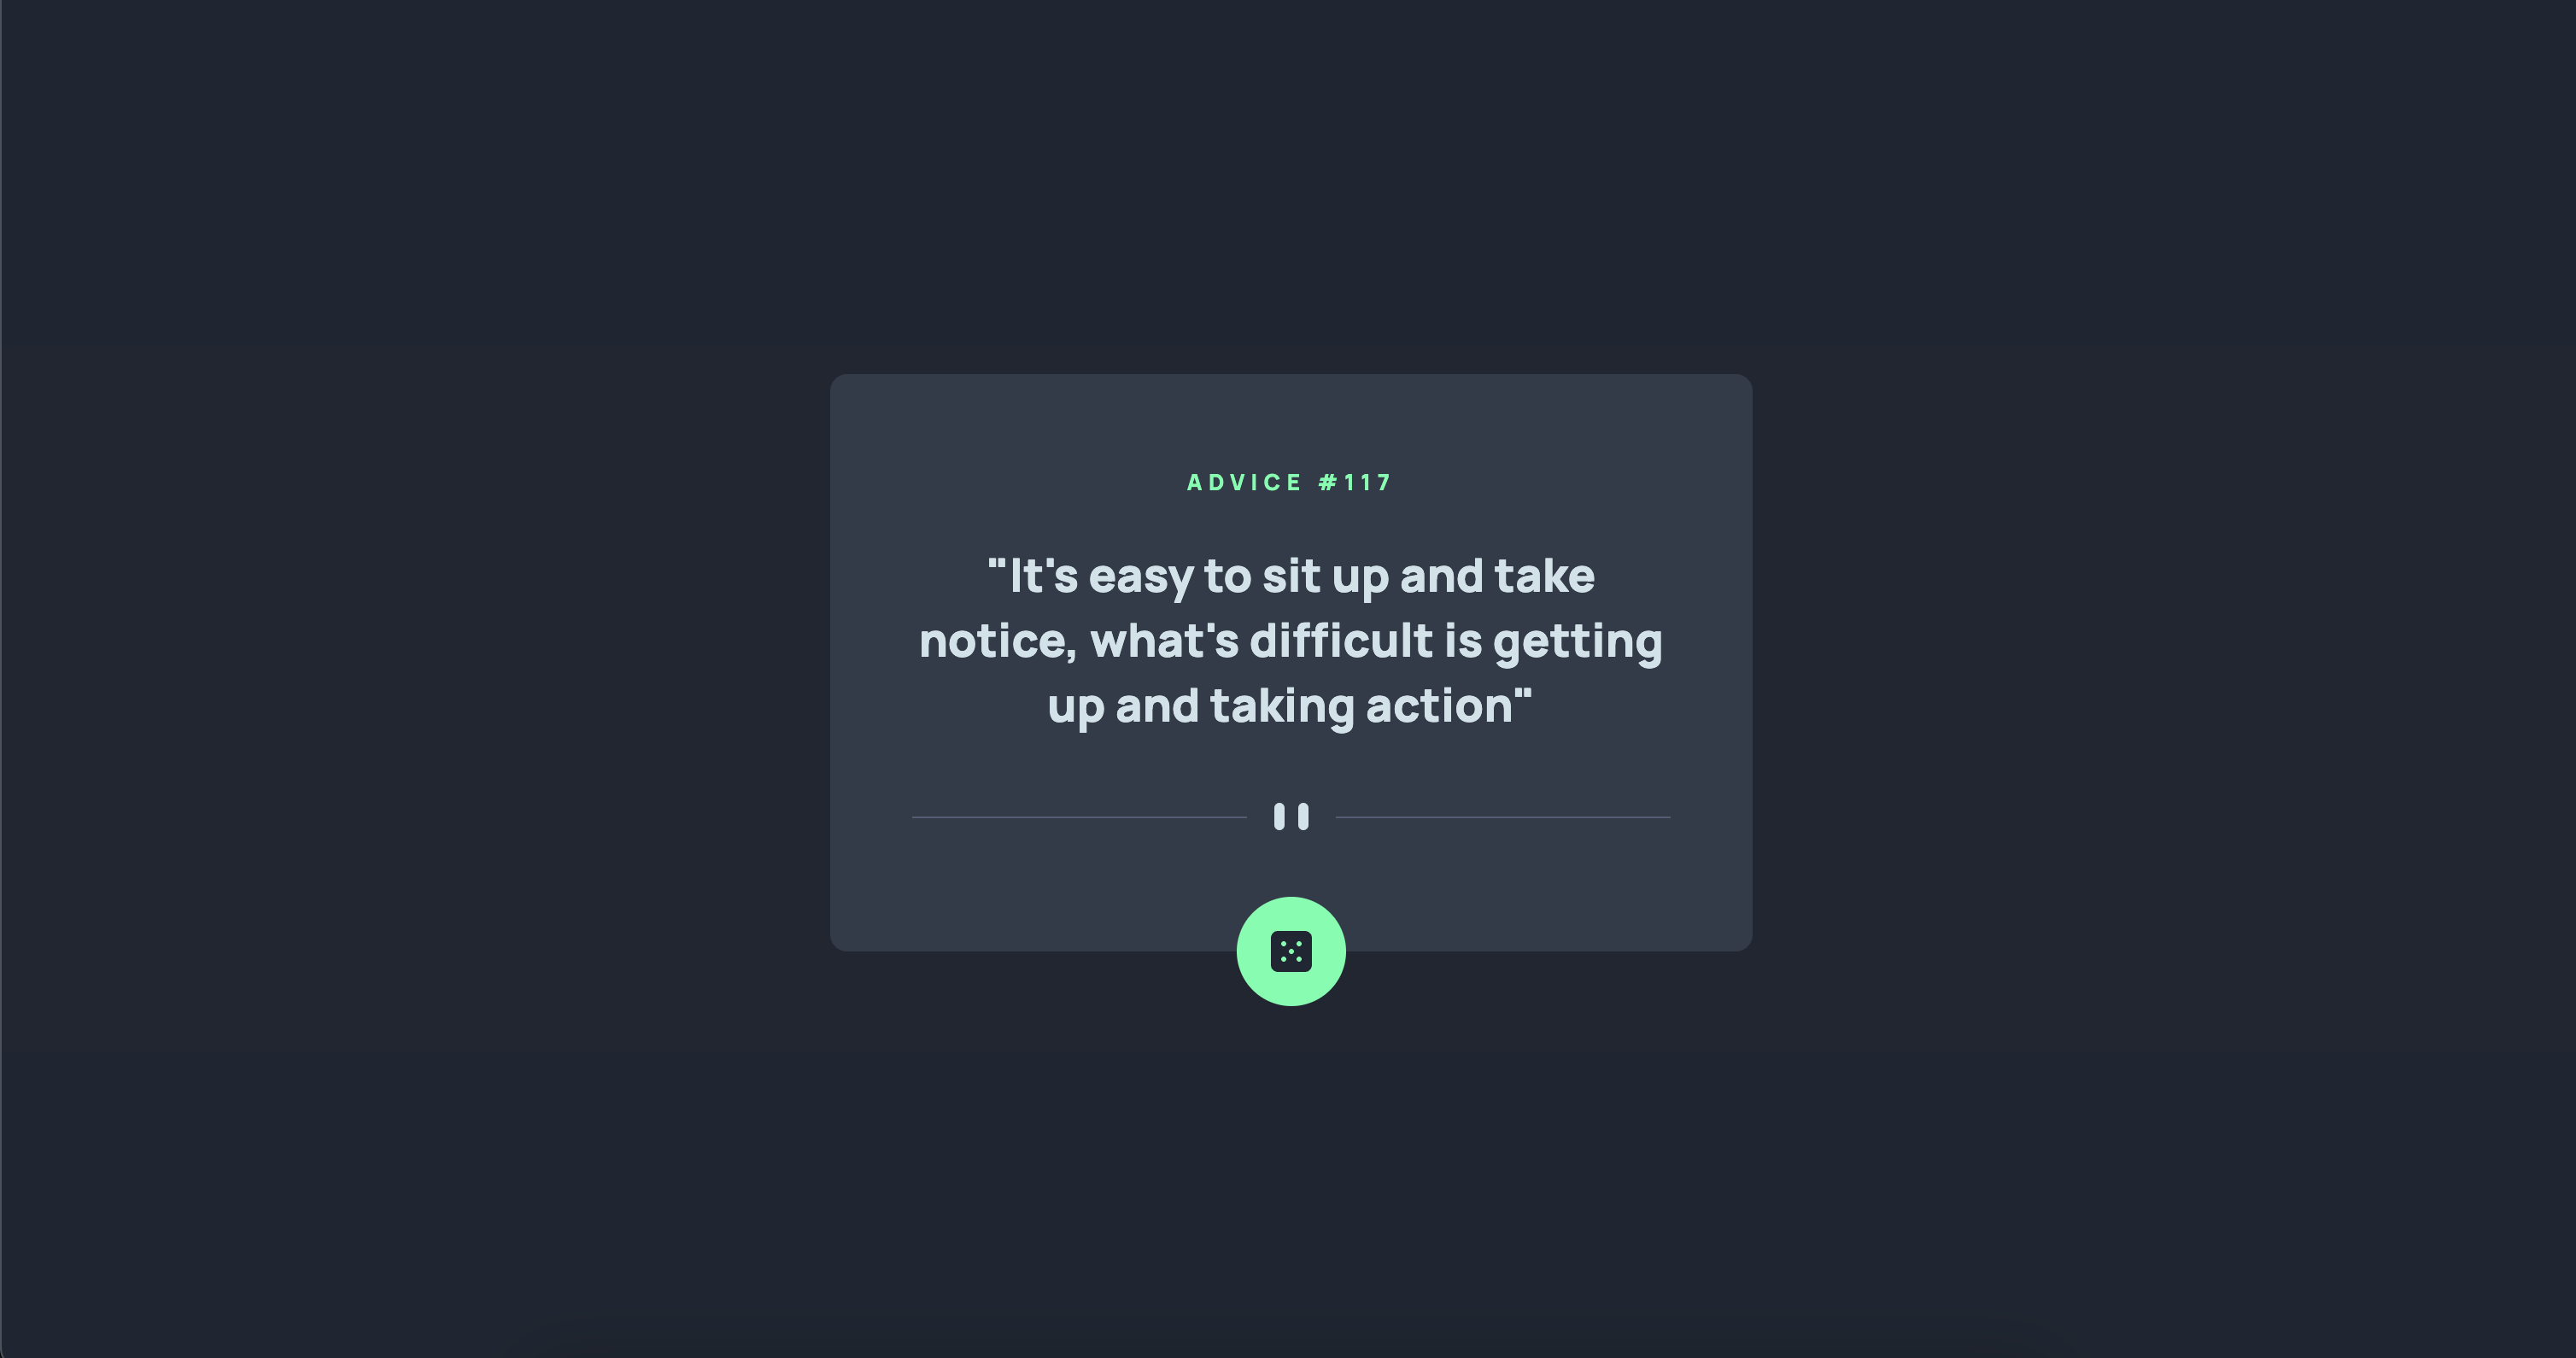 ADVICE #117
"It's easy to sit up and take
notice, what's difficult is getting
up and taking action"